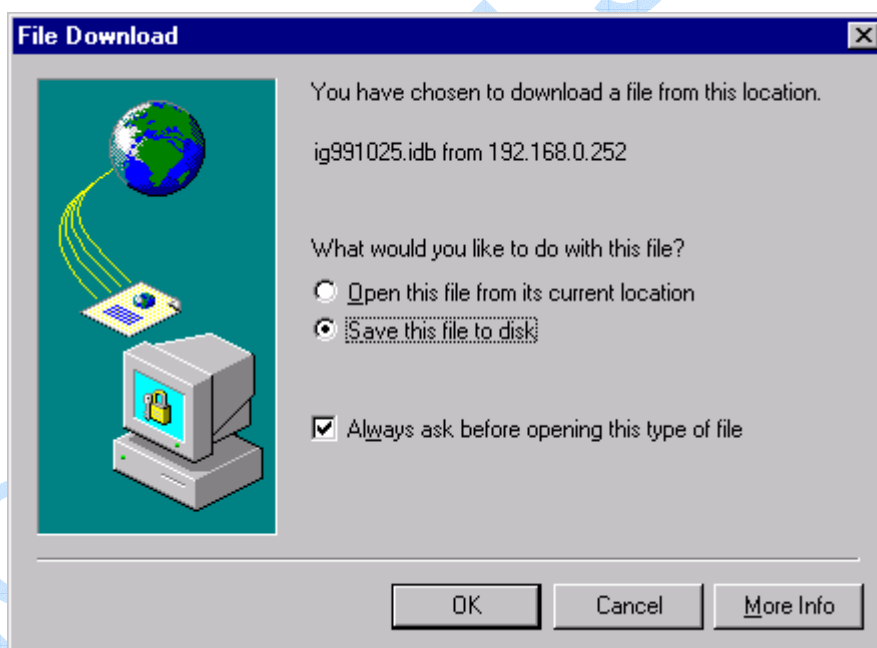 File Download
You have chosen to download a file from this location.
ig991025.idb from 192.168.0.252
What would you like to do with this file?
Open this file from its current location
Save this file to disk
Always ask before opening this type of file
OK
Cancel
More Info